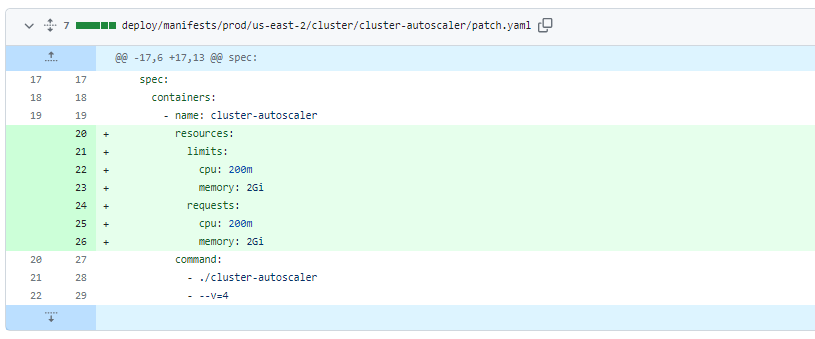 7 deploy/manifests/prod/us-east-2/cluster/cluster-autoscaler/patch.yaml
@@ -17,6 +17,13 @@ spec:
17 17 spec:
18 18 containers:
19 19 - name: cluster-autoscaler
20 + resources:
21 + limits:
22 + cpu: 200m
23 + memory: 2Gi
24 + requests:
25 + cpu: 200m
26 + memory: 2Gi
20 27 command:
21 28 - ./cluster-autoscaler
22 29 - --v=4